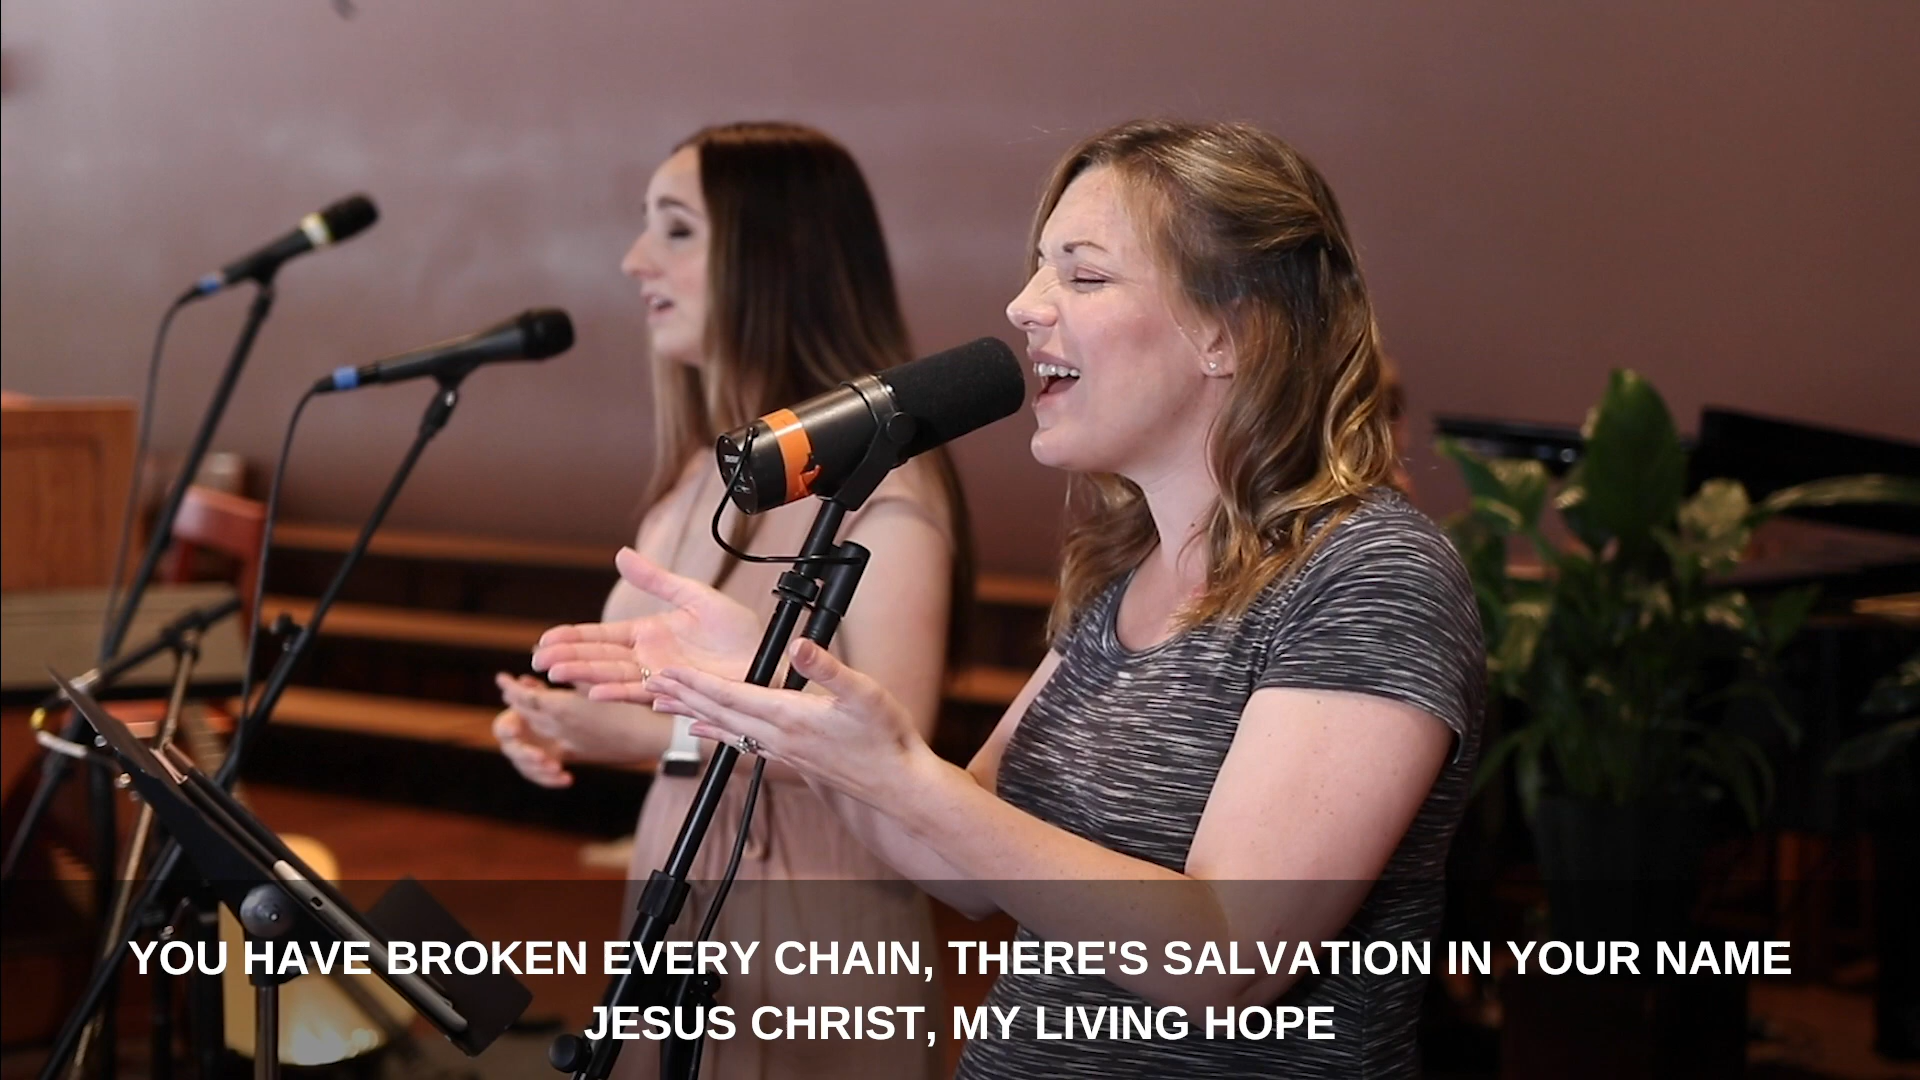 YOU HAVE BROKEN EVERY CHAIN, THERE'S SALVATION IN YOUR NAME
JESUS CHRIST, MY LIVING HOPE